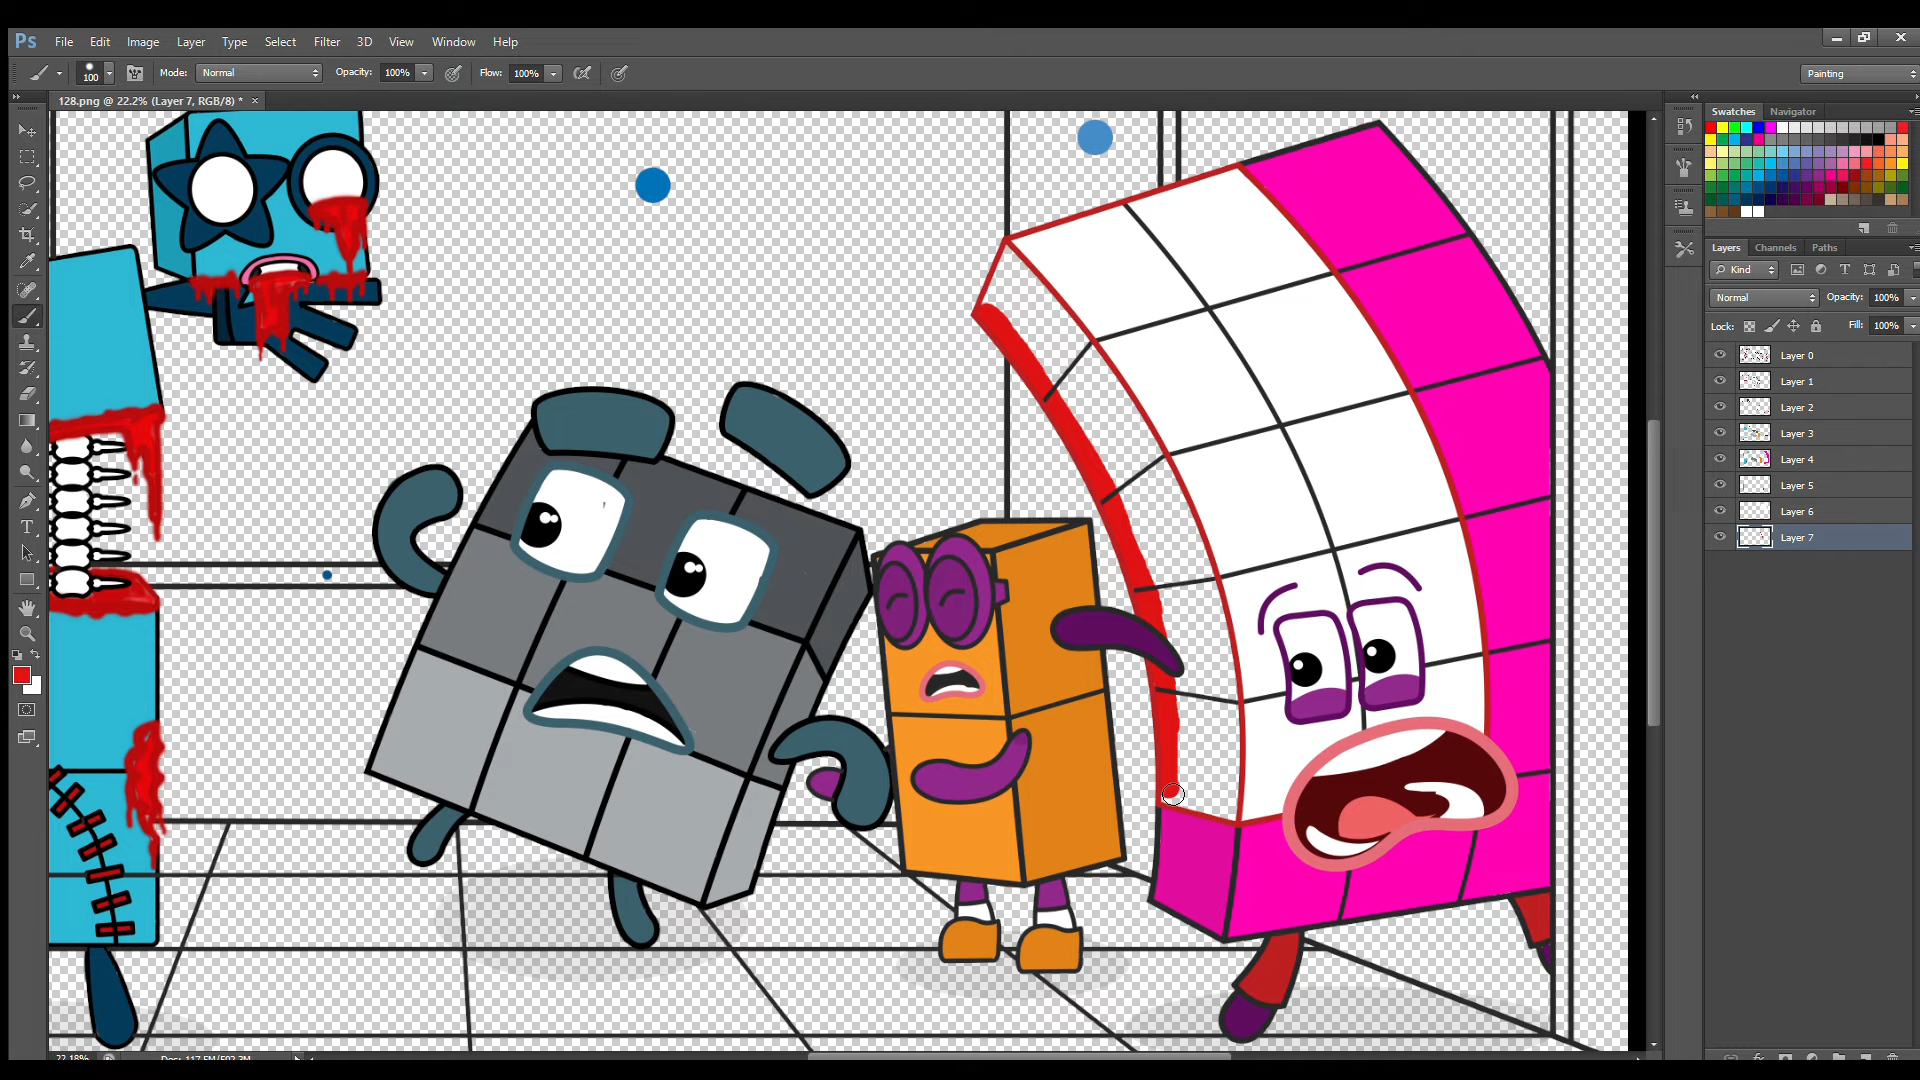 Ps File Edit Image Layer Type Select Filter 3D View Window Help
100 Mode: Normal Opacity: 100% Flow: 100% Painting
128.png @ 22.2% (Layer 7, RGB/8) * ×
Swatches Navigator
Layers Channels Paths
Kind
Normal Opacity: 100%
Lock: Fill: 100%
Layer 0
Layer 1
Layer 2
Layer 3
Layer 4
Layer 5
Layer 6
Layer 7
22.18%